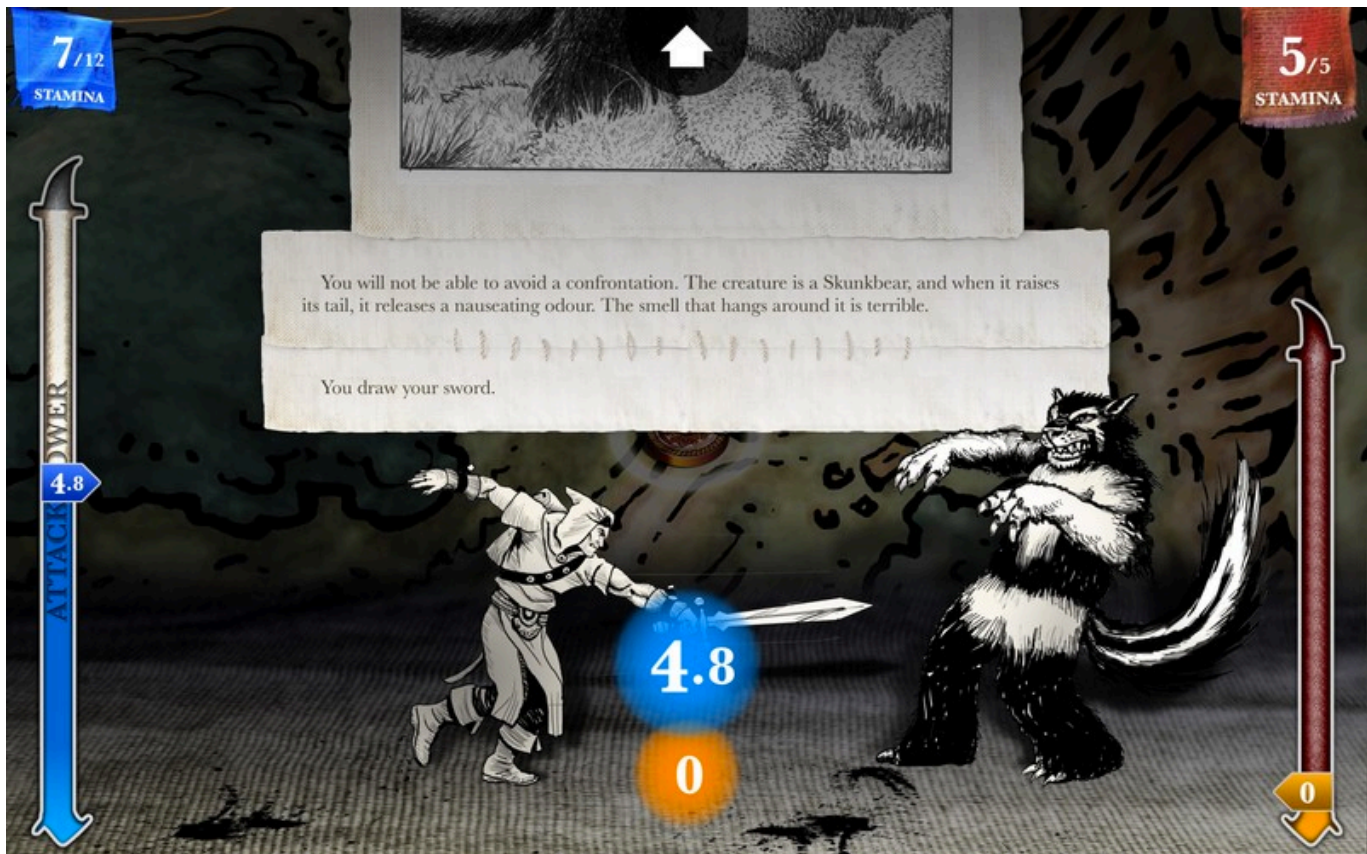 7/12
STAMINA
5/5
STAMINA
You will not be able to avoid a confrontation. The creature is a Skunkbear, and when it raises
its tail, it releases a nauseating odour. The smell that hangs around it is terrible.
You draw your sword.
4.8
ATTACK
4.8
0
0